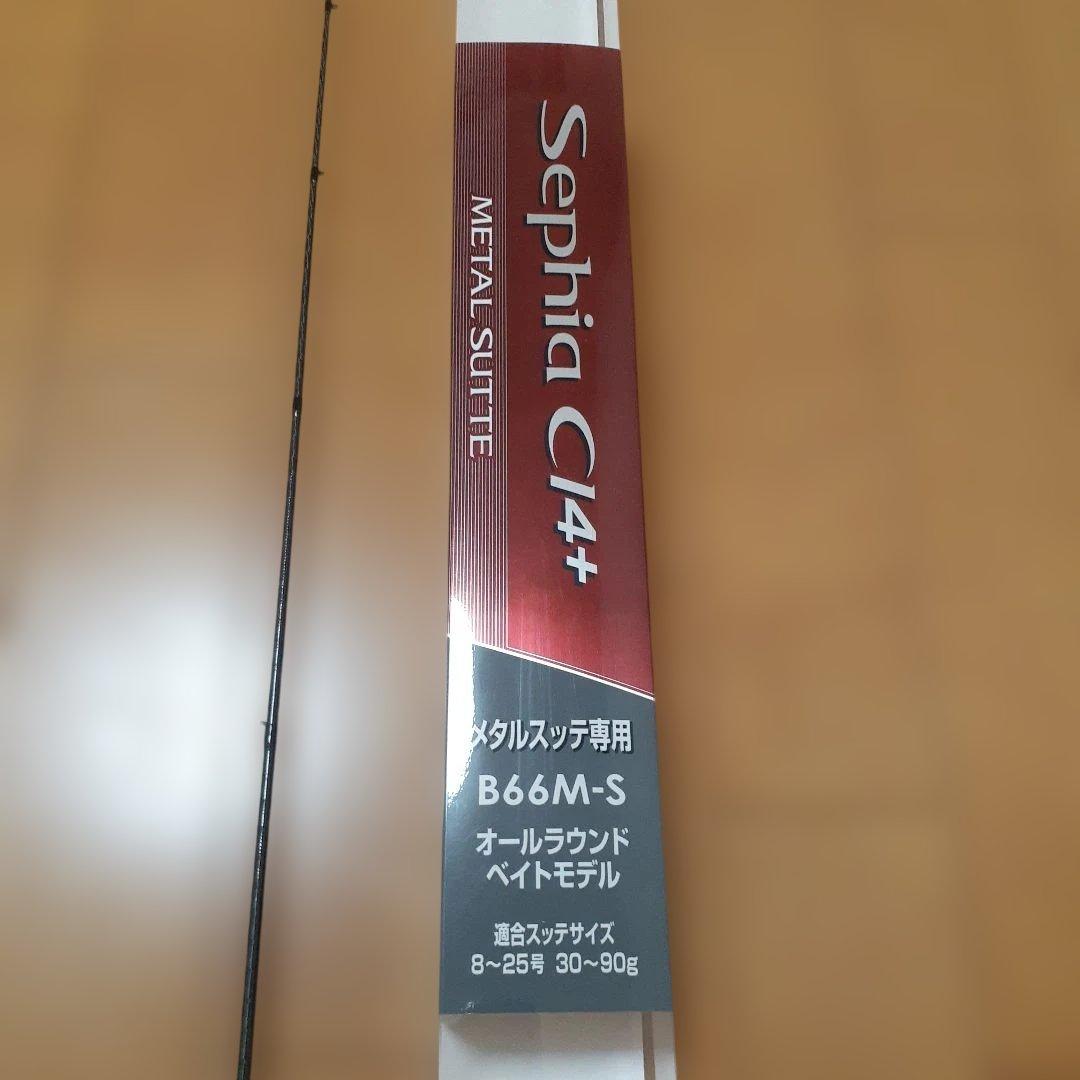 Sephia CI4+
METAL SUTTE
メタルスッテ専用
B66M-S
オールラウンド
ベイトモデル
適合スッテサイズ
8〜25号 30〜90g